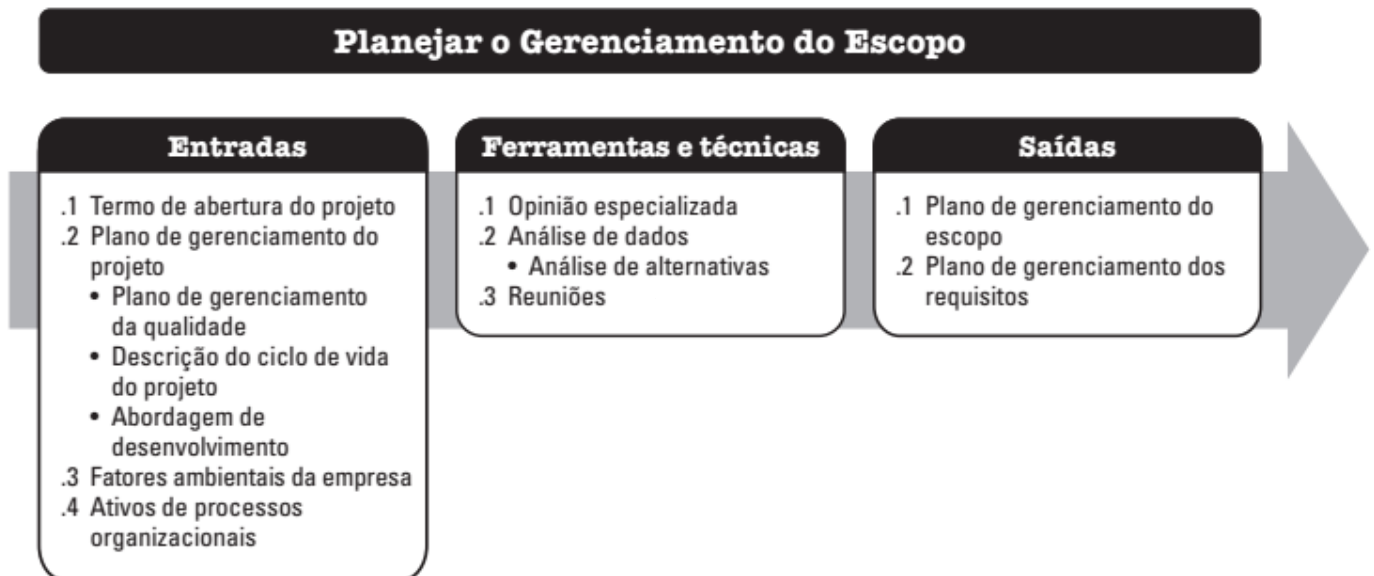 Planejar o Gerenciamento do Escopo
Entradas
.1 Termo de abertura do projeto
.2 Plano de gerenciamento do
projeto
• Plano de gerenciamento
da qualidade
• Descrição do ciclo de vida
do projeto
• Abordagem de
desenvolvimento
.3 Fatores ambientais da empresa
.4 Ativos de processos
organizacionais
Ferramentas e técnicas
.1 Opinião especializada
.2 Análise de dados
• Análise de alternativas
.3 Reuniões
Saídas
.1 Plano de gerenciamento do
escopo
.2 Plano de gerenciamento dos
requisitos